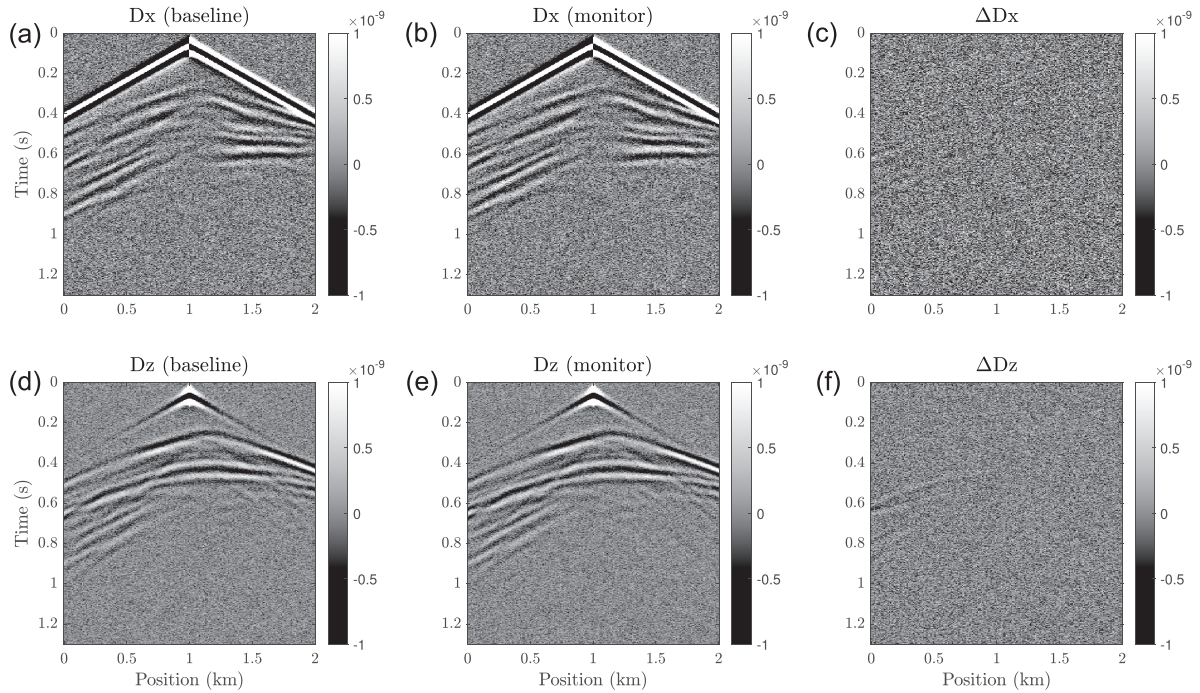 (a) Dx (baseline) ×10⁻⁹
(b) Dx (monitor) ×10⁻⁹
(c) ΔDx ×10⁻⁹
0 0.2 0.4 0.6 0.8 1 1.2
Time (s)
0 0.5 1 1.5 2
1 0.5 0 -0.5 -1
0 0.2 0.4 0.6 0.8 1 1.2
0 0.5 1 1.5 2
1 0.5 0 -0.5 -1
0 0.2 0.4 0.6 0.8 1 1.2
0 0.5 1 1.5 2
1 0.5 0 -0.5 -1
(d) Dz (baseline) ×10⁻⁹
(e) Dz (monitor) ×10⁻⁹
(f) ΔDz ×10⁻⁹
0 0.2 0.4 0.6 0.8 1 1.2
Time (s)
0 0.5 1 1.5 2
Position (km)
1 0.5 0 -0.5 -1
0 0.2 0.4 0.6 0.8 1 1.2
0 0.5 1 1.5 2
Position (km)
1 0.5 0 -0.5 -1
0 0.2 0.4 0.6 0.8 1 1.2
0 0.5 1 1.5 2
Position (km)
1 0.5 0 -0.5 -1